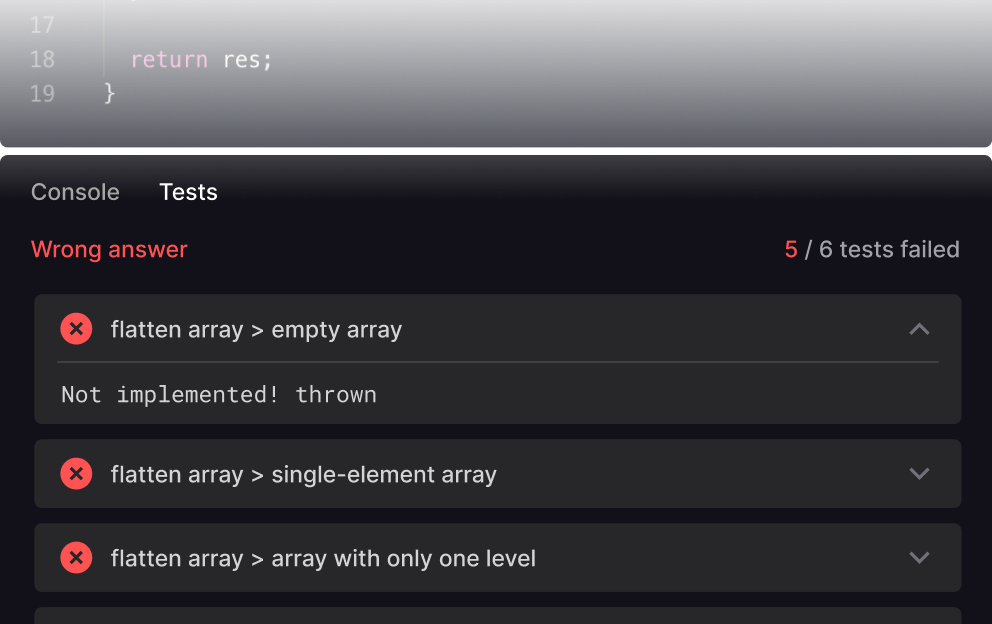 17
18 return res;
19 }
Console Tests
Wrong answer 5 / 6 tests failed
flatten array > empty array
Not implemented! thrown
flatten array > single-element array
flatten array > array with only one level